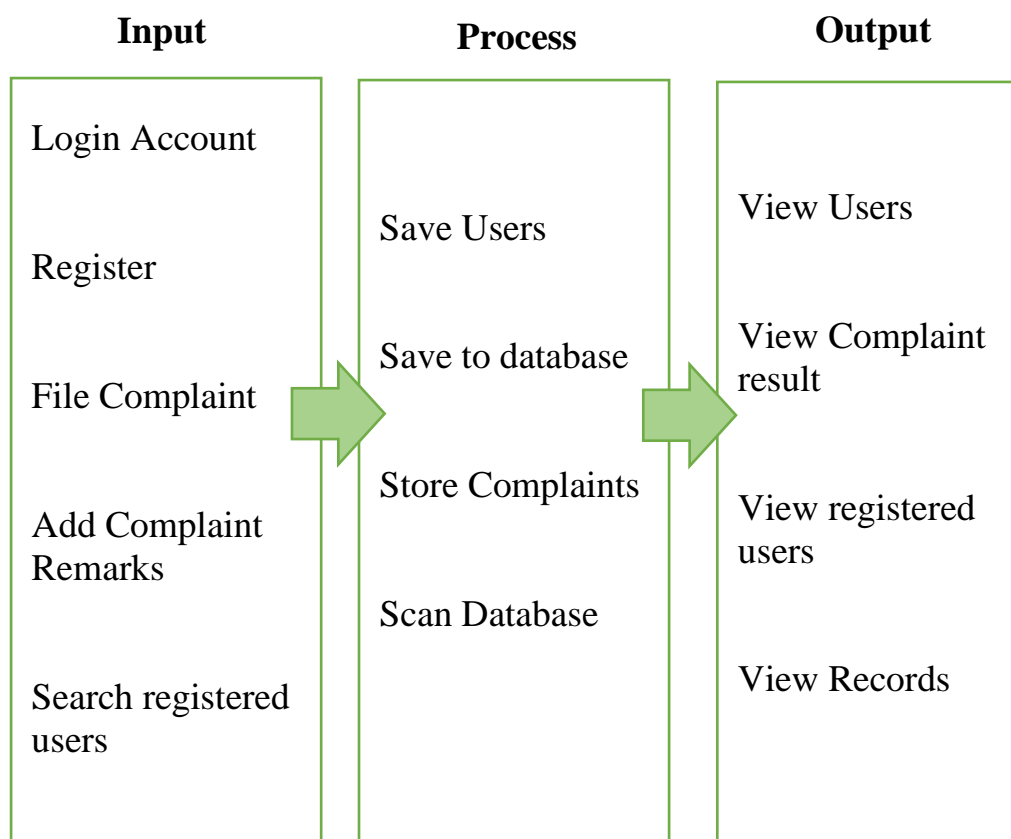 Input
Login Account
Register
File Complaint
Add Complaint
Remarks
Search registered
users
Process
Save Users
Save to database
Store Complaints
Scan Database
Output
View Users
View Complaint
result
View registered
users
View Records